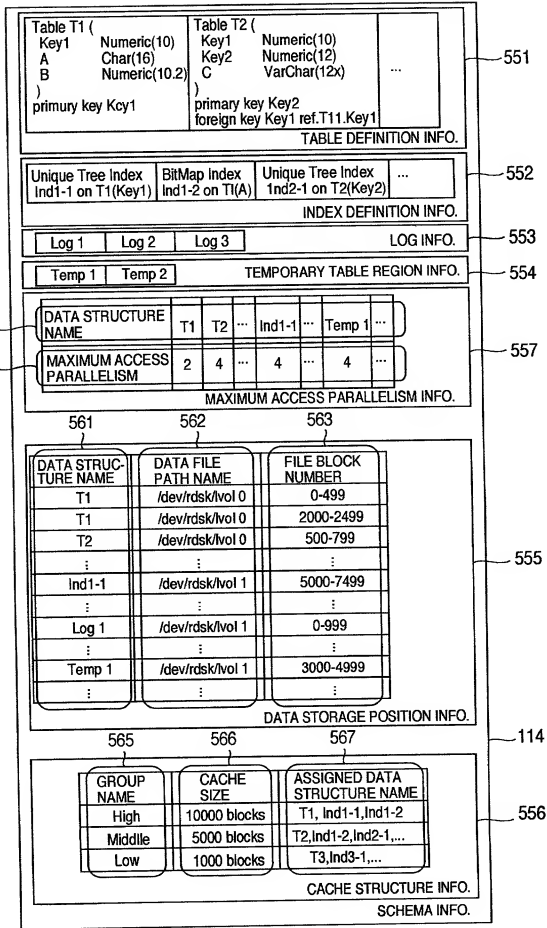 Table T1 (
Key1 Numeric(10)
A Char(16)
B Numeric(10.2)
)
primury key Kcy1
Table T2 (
Key1 Numeric(10)
Key2 Numeric(12)
C VarChar(12x)
)
primary key Key2
foreign key Key1 ref.T11.Key1
...
TABLE DEFINITION INFO.
551
Unique Tree Index
Ind1-1 on T1(Key1)
BitMap Index
Ind1-2 on TI(A)
Unique Tree Index
1nd2-1 on T2(Key2)
...
INDEX DEFINITION INFO.
552
Log 1 Log 2 Log 3 LOG INFO.
553
Temp 1 Temp 2 TEMPORARY TABLE REGION INFO.
554
DATA STRUCTURE
NAME
T1 T2 ... Ind1-1 ... Temp 1 ...
MAXIMUM ACCESS
PARALLELISM
2 4 ... 4 ... 4 ...
MAXIMUM ACCESS PARALLELISM INFO.
557
561 562 563
DATA STRUC-
TURE NAME
DATA FILE
PATH NAME
FILE BLOCK
NUMBER
T1 /dev/rdsk/lvol 0 0-499
T1 /dev/rdsk/lvol 0 2000-2499
T2 /dev/rdsk/lvol 0 500-799
⋮ ⋮ ⋮
Ind1-1 /dev/rdsk/lvol 1 5000-7499
⋮ ⋮ ⋮
Log 1 /dev/rdsk/lvol 1 0-999
⋮ ⋮ ⋮
Temp 1 /dev/rdsk/lvol 1 3000-4999
⋮ ⋮ ⋮
DATA STORAGE POSITION INFO.
555
565 566 567
114
GROUP
NAME
CACHE
SIZE
ASSIGNED DATA
STRUCTURE NAME
High 10000 blocks T1, Ind1-1,Ind1-2
Middlle 5000 blocks T2,Ind1-2,Ind2-1,...
Low 1000 blocks T3,Ind3-1,...
CACHE STRUCTURE INFO.
556
SCHEMA INFO.